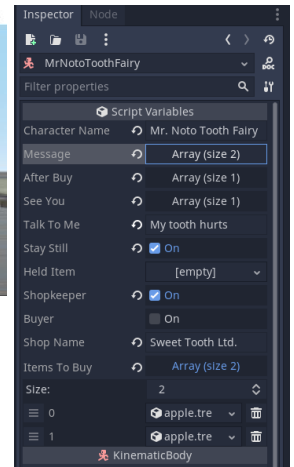 Inspector Node
MrNotoToothFairy DOC
Filter properties
Script Variables
Character Name Mr. Noto Tooth Fairy
Message Array (size 2)
After Buy Array (size 1)
See You Array (size 1)
Talk To Me My tooth hurts
Stay Still On
Held Item [empty]
Shopkeeper On
Buyer On
Shop Name Sweet Tooth Ltd.
Items To Buy Array (size 2)
Size: 2
0 apple.tre
1 apple.tre
KinematicBody